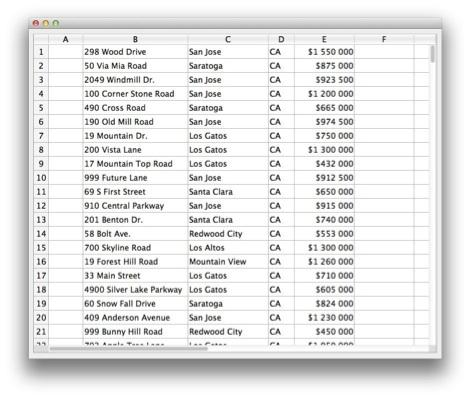 A B C D E F
1 298 Wood Drive San Jose CA $1 550 000
2 50 Via Mia Road Saratoga CA $875 000
3 2049 Windmill Dr. San Jose CA $923 500
4 100 Corner Stone Road San Jose CA $1 200 000
5 490 Cross Road Saratoga CA $665 000
6 190 Old Mill Road San Jose CA $974 500
7 19 Mountain Dr. Los Gatos CA $750 000
8 200 Vista Lane Los Gatos CA $1 300 000
9 17 Mountain Top Road Los Gatos CA $432 000
10 999 Future Lane San Jose CA $912 500
11 69 S First Street Santa Clara CA $650 000
12 910 Central Parkway San Jose CA $915 000
13 201 Benton Dr. Santa Clara CA $740 000
14 58 Bolt Ave. Redwood City CA $553 000
15 700 Skyline Road Los Altos CA $1 300 000
16 19 Forest Hill Road Mountain View CA $1 260 000
17 33 Main Street Los Gatos CA $710 000
18 4900 Silver Lake Parkway Los Gatos CA $605 000
19 60 Snow Fall Drive Saratoga CA $824 000
20 409 Anderson Avenue San Jose CA $1 230 000
21 999 Bunny Hill Road Redwood City CA $450 000